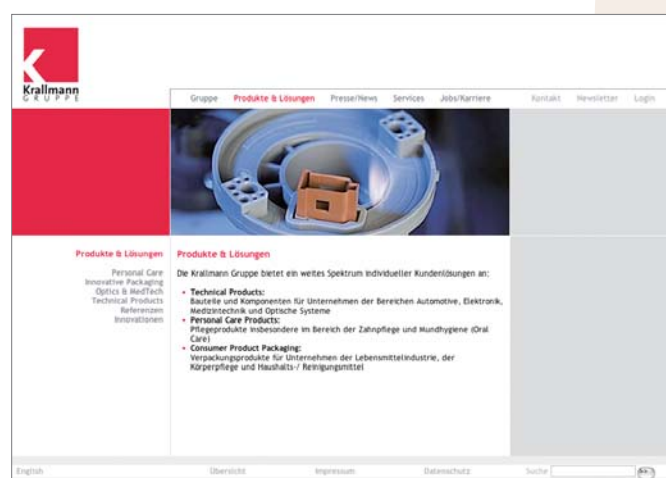 Krallmann
GRUPPE
Gruppe Produkte & Lösungen Presse/News Services Jobs/Karriere Kontakt Newsletter Login
Produkte & Lösungen
Personal Care
Innovative Packaging
Optics & MedTech
Technical Products
Referenzen
Innovationen
Produkte & Lösungen
Die Krallmann Gruppe bietet ein weites Spektrum individueller Kundenlösungen an:
• Technical Products:
Bauteile und Komponenten für Unternehmen der Bereichen Automotive, Elektronik,
Medizintechnik und Optische Systeme
• Personal Care Products:
Pflegeprodukte insbesondere im Bereich der Zahnpflege und Mundhygiene (Oral
Care)
• Consumer Product Packaging:
Verpackungsprodukte für Unternehmen der Lebensmittelindustrie, der
Körperpflege und Haushalts-/ Reinigungsmittel
English Übersicht Impressum Datenschutz Suche